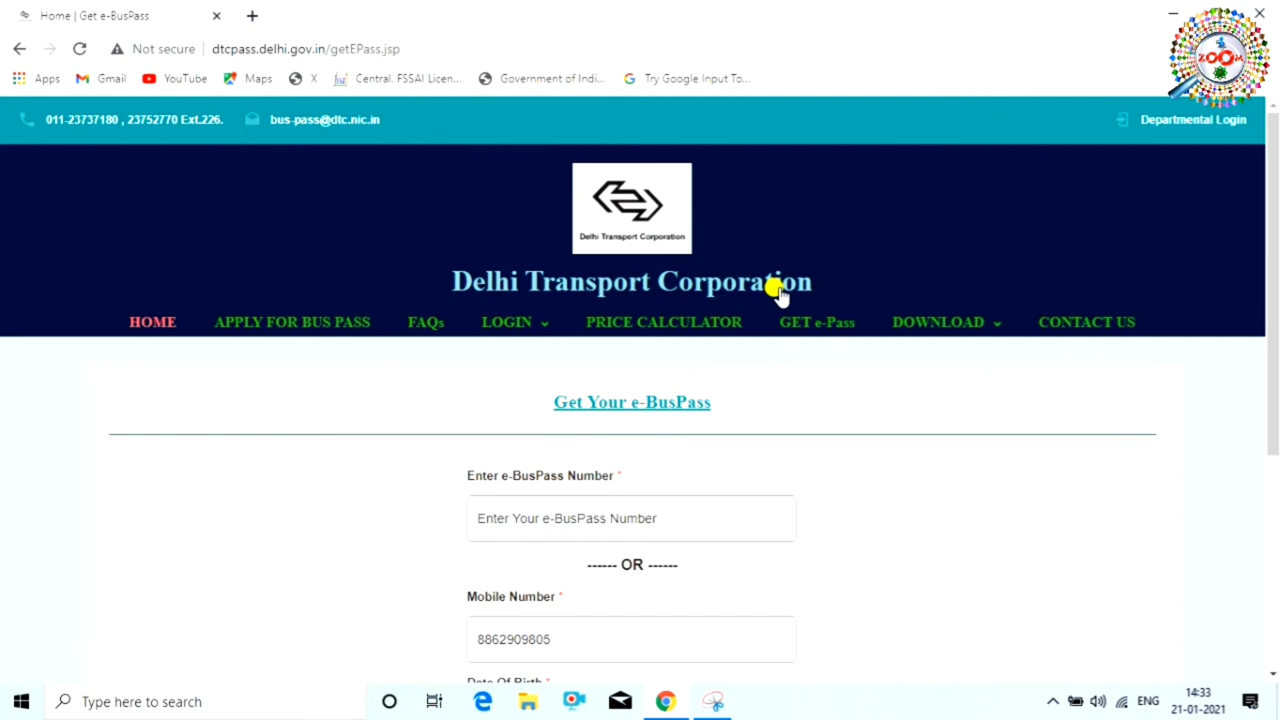 Home | Get e-BusPass
Not secure dtcpass.delhi.gov.in/getEPass.jsp
Apps Gmail YouTube Maps X Central. FSSAI Licen... Government of Indi... Try Google Input To...
ZOOM
011-23737180 , 23752770 Ext.226. bus-pass@dtc.nic.in Departmental Login
Delhi Transport Corporation
Delhi Transport Corporation
HOME APPLY FOR BUS PASS FAQs LOGIN PRICE CALCULATOR GET e-Pass DOWNLOAD CONTACT US
Get Your e-BusPass
Enter e-BusPass Number *
Enter Your e-BusPass Number
------ OR ------
Mobile Number *
8862909805
Date Of Birth *
Type here to search
ENG
14:33
21-01-2021